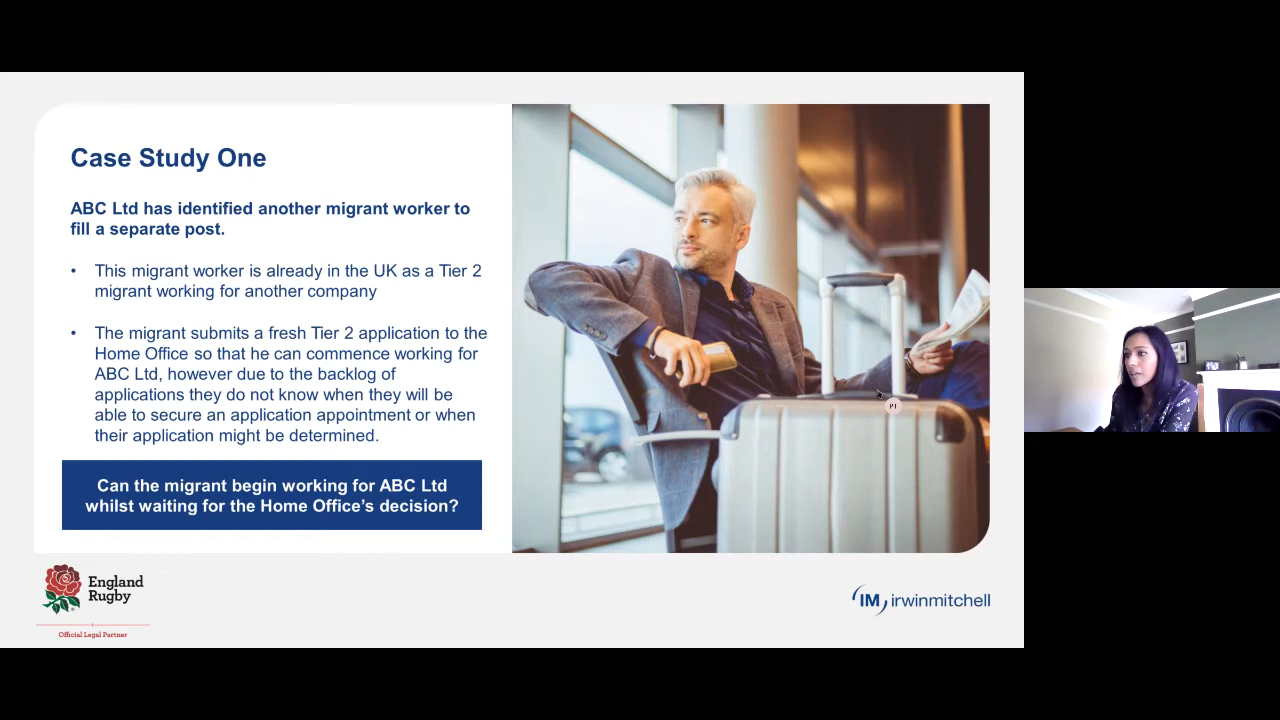 Case Study One
ABC Ltd has identified another migrant worker to
fill a separate post.
• This migrant worker is already in the UK as a Tier 2
migrant working for another company
• The migrant submits a fresh Tier 2 application to the
Home Office so that he can commence working for
ABC Ltd, however due to the backlog of
applications they do not know when they will be
able to secure an application appointment or when
their application might be determined.
Can the migrant begin working for ABC Ltd
whilst waiting for the Home Office's decision?
PT
England
Rugby
Official Legal Partner
IM irwinmitchell